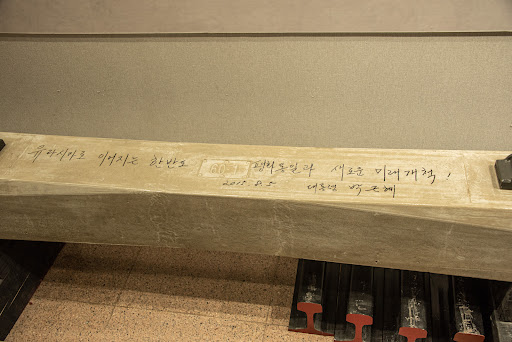 유라시아로 이어지는 한반도 평화통일과 새로운 미래개척!
2015. 8. 5 대통령 박근혜